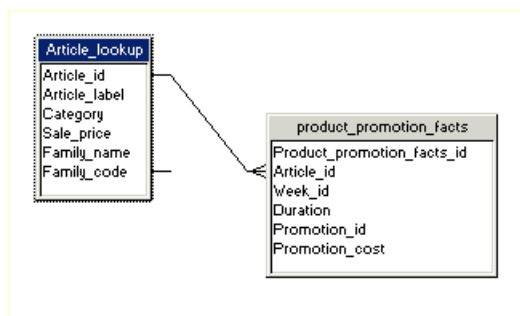 Article_lookup
Article_id
Article_label
Category
Sale_price
Family_name
Family_code
product_promotion_facts
Product_promotion_facts_id
Article_id
Week_id
Duration
Promotion_id
Promotion_cost